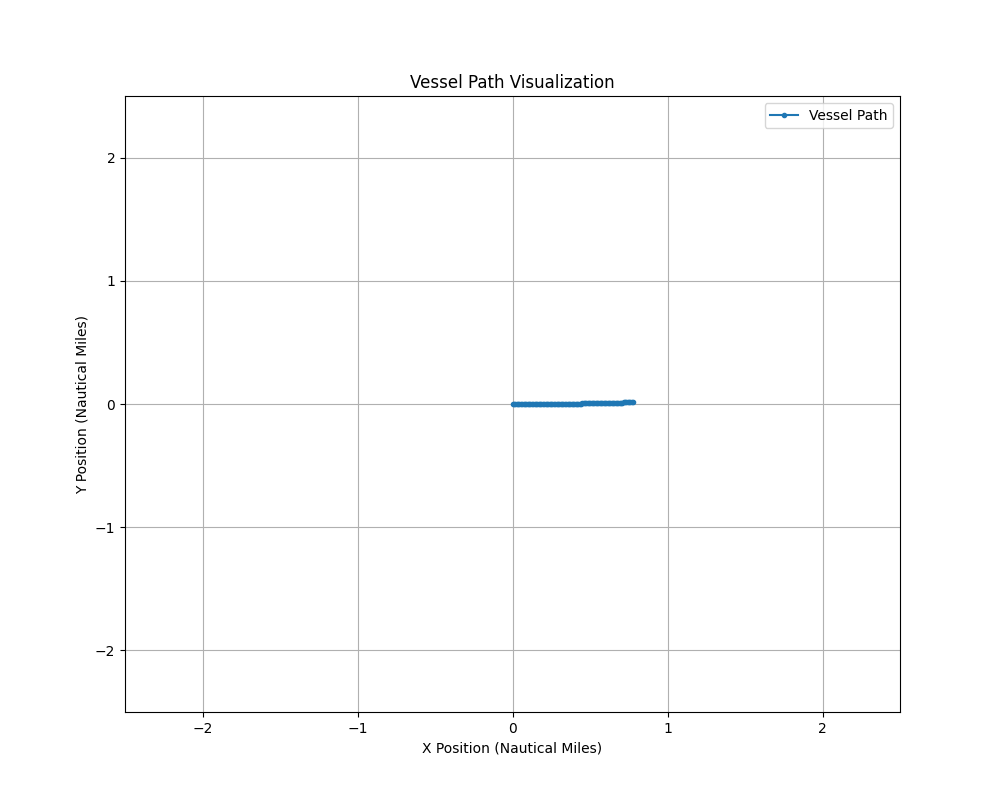 Vessel Path Visualization
Vessel Path
2
1
0
−1
−2
Y Position (Nautical Miles)
−2
−1
0
1
2
X Position (Nautical Miles)